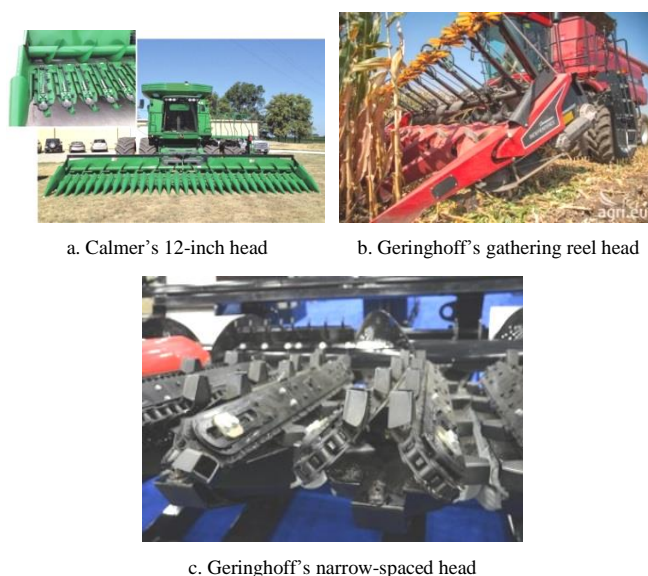 agri.eu
a. Calmer’s 12-inch head
b. Geringhoff’s gathering reel head
c. Geringhoff’s narrow-spaced head